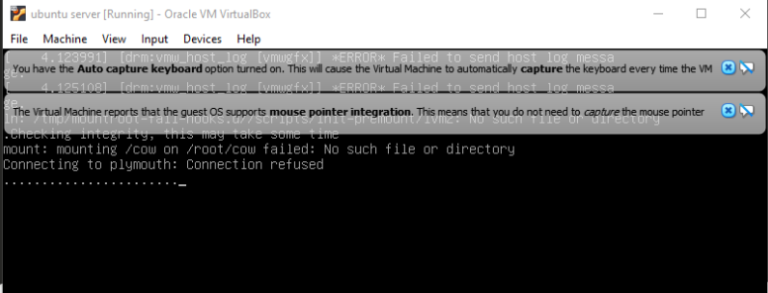 ubuntu server [Running] - Oracle VM VirtualBox
File Machine View Input Devices Help
[ 4.123991] [drm:vmw_host_log [vmwgfx]] *ERROR* Failed to send host log messa
You have the Auto capture keyboard option turned on. This will cause the Virtual Machine to automatically capture the keyboard every time the VM
ge.
[ 4.125108] [drm:vmw_host_log [vmwgfx]] *ERROR* Failed to send host log messa
ge.
The Virtual Machine reports that the guest OS supports mouse pointer integration. This means that you do not need to capture the mouse pointer
ln: /tmp/mountroot-fail-hooks.d//scripts/init-premount/lvm2: No such file or directory
.Checking integrity, this may take some time
mount: mounting /cow on /root/cow failed: No such file or directory
Connecting to plymouth: Connection refused
......................._